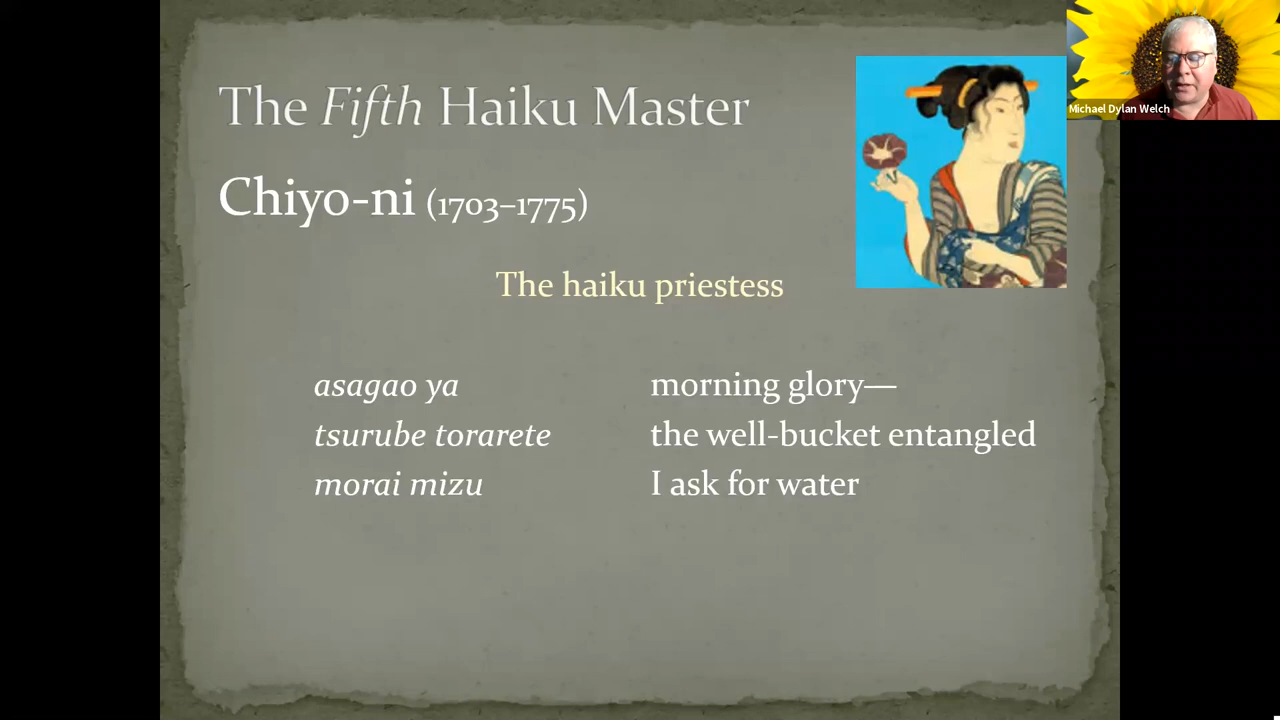 The Fifth Haiku Master
Chiyo-ni (1703–1775)
The haiku priestess
asagao ya
tsurube torarete
morai mizu
morning glory—
the well-bucket entangled
I ask for water
Michael Dylan Welch